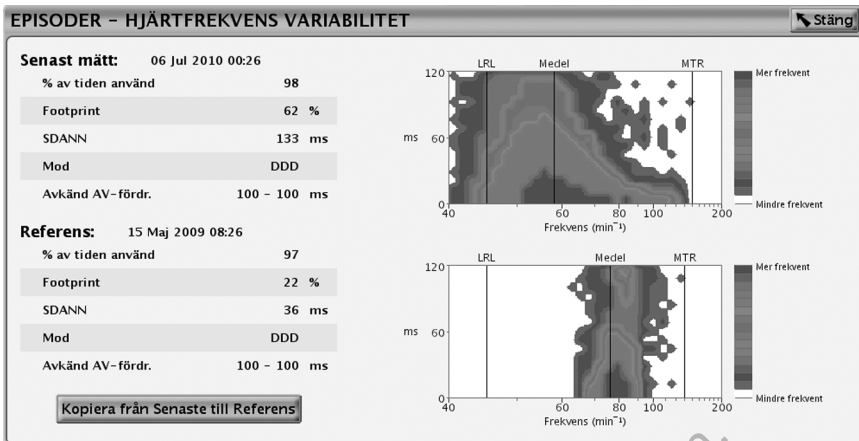 EPISODER - HJÄRTFREKVENS VARIABILITET
Stäng
Senast mätt: 06 Jul 2010 00:26
% av tiden använd 98
Footprint 62 %
SDANN 133 ms
Mod DDD
Avkänd AV-fördr. 100 - 100 ms
LRL Medel MTR
120
ms 60
0
40 60 80 100 200
Frekvens (min⁻¹)
Mer frekvent
Mindre frekvent
Referens: 15 Maj 2009 08:26
% av tiden använd 97
Footprint 22 %
SDANN 36 ms
Mod DDD
Avkänd AV-fördr. 100 - 100 ms
LRL Medel MTR
120
ms 60
0
40 60 80 100 200
Frekvens (min⁻¹)
Mer frekvent
Mindre frekvent
Kopiera från Senaste till Referens